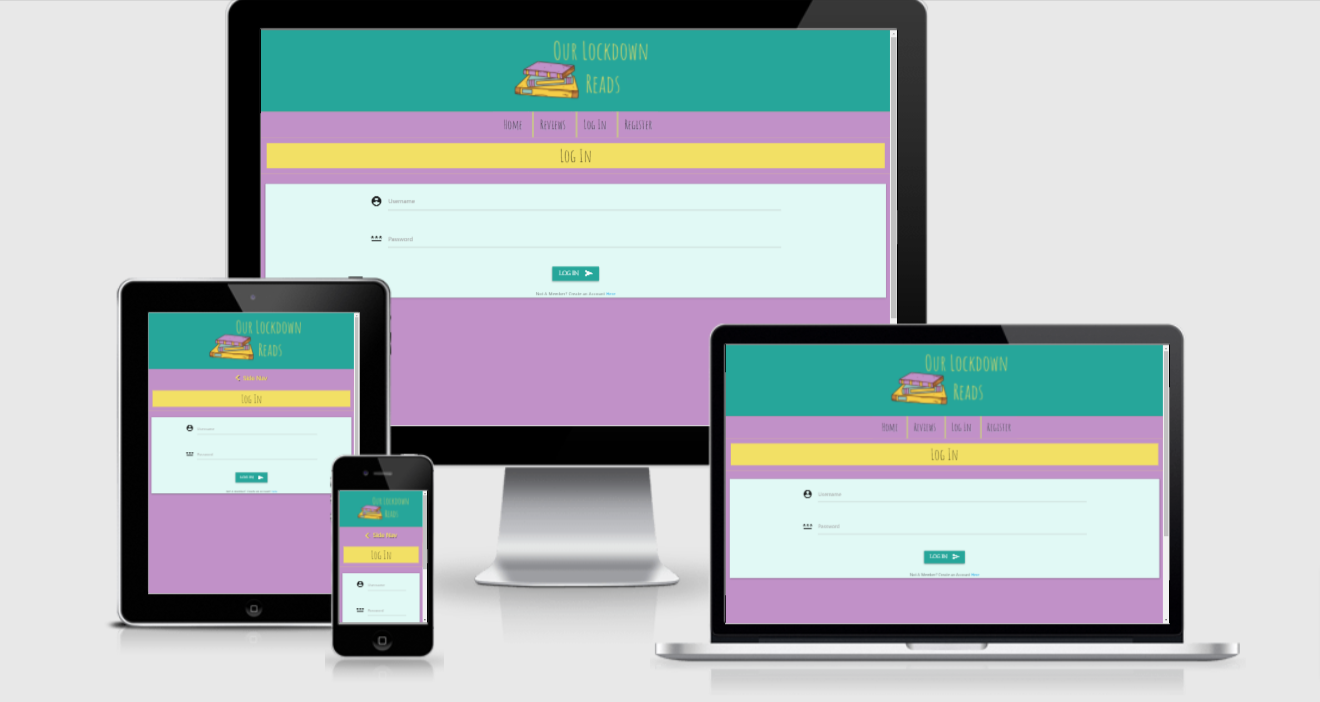 Our Lockdown
Reads
Home Reviews Log In Register
Log In
Username
Password
LOG IN
Not A Member? Create an Account Here
Our Lockdown
Reads
Side Nav
Log In
Username
Password
LOG IN
Our Lockdown
Reads
Side Nav
Log In
Username
Password
Our Lockdown
Reads
Home Reviews Log In Register
Log In
Username
Password
LOG IN
Not A Member? Create an Account Here